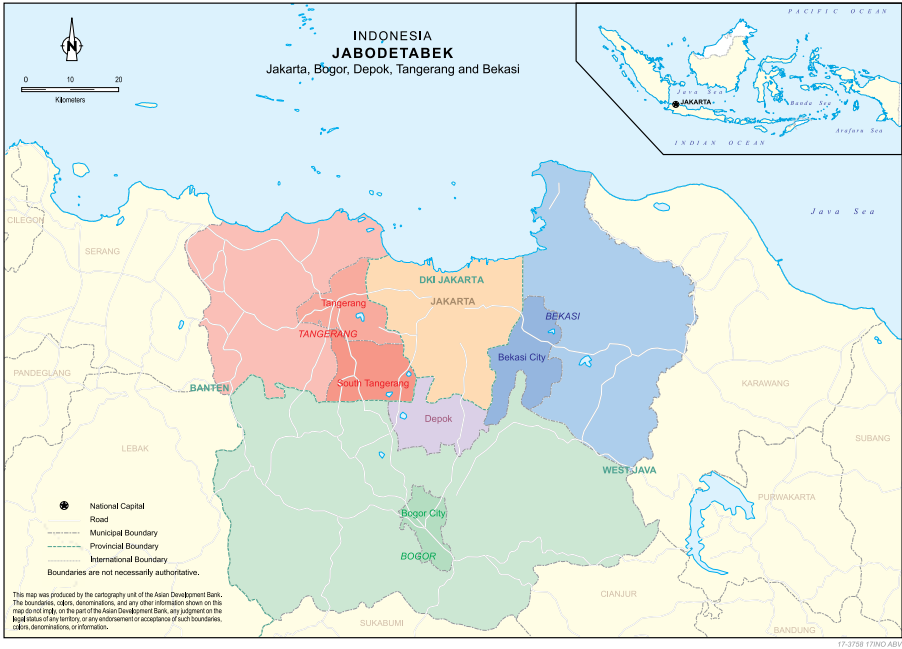 INDONESIA
JABODETABEK
Jakarta, Bogor, Depok, Tangerang and Bekasi
N
0 10 20
Kilometers
PACIFIC OCEAN
Java Sea
JAKARTA
Banda Sea
Arafura Sea
INDIAN OCEAN
Java Sea
CILEGON
SERANG
DKI JAKARTA
JAKARTA
Tangerang
TANGERANG
BEKASI
Bekasi City
PANDEGLANG
BANTEN
South Tangerang
KARAWANG
Depok
SUBANG
LEBAK
WEST JAVA
PURWAKARTA
Bogor City
BOGOR
CIANJUR
SUKABUMI
BANDUNG
National Capital
Road
Municipal Boundary
Provincial Boundary
International Boundary
Boundaries are not necessarily authoritative.
This map was produced by the cartography unit of the Asian Development Bank.
The boundaries, colors, denominations, and any other information shown on this
map do not imply, on the part of the Asian Development Bank, any judgment on the
legal status of any territory, or any endorsement or acceptance of such boundaries,
colors, denominations, or information.
17-3758 17INO ABV